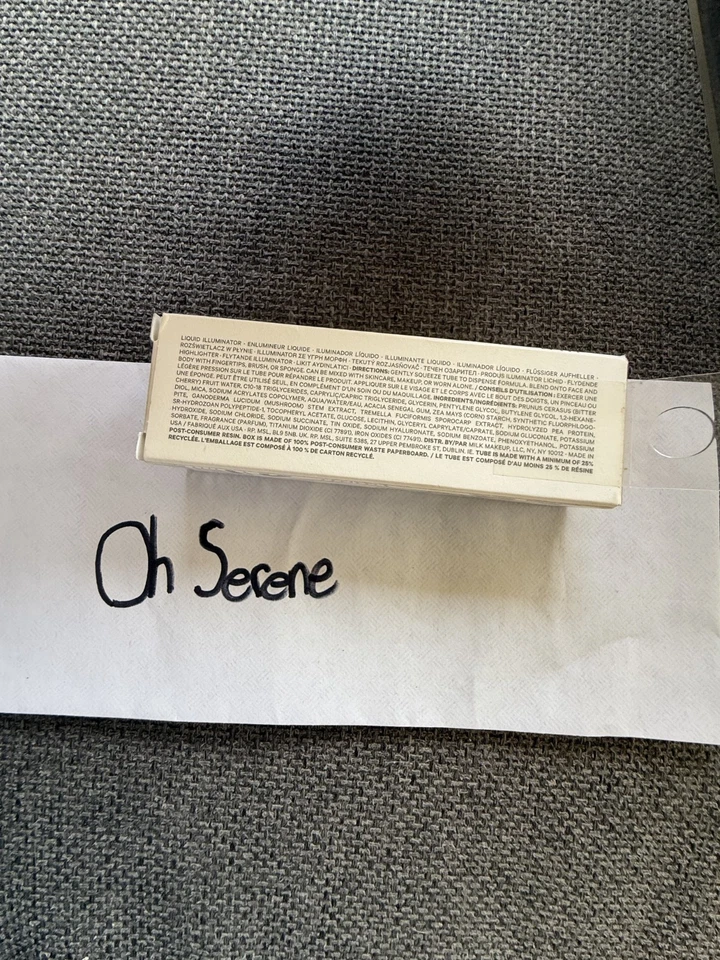 LIQUID ILLUMINATOR · ENLUMINEUR LIQUIDE · ILUMINADOR LÍQUIDO · ILLUMINANTE LIQUIDO · ILUMINADOR LÍQUIDO · FLÜSSIGER AUFHELLER ·
ROZŚWIETLACZ W PŁYNIE · ILLUMINATOR ΣΕ ΥΓΡΗ ΜΟΡΦΗ · TEKUTÝ ROZJASŇOVAČ · ТЕЧЕН ОЗАРИТЕЛ · PRODUS ILUMINATOR LICHID · FLYDENDE
HIGHLIGHTER · FLYTANDE ILLUMINATOR · LIKIT AYDINLATICI · DIRECTIONS: GENTLY SQUEEZE TUBE TO DISPENSE FORMULA. BLEND ONTO FACE AND
BODY WITH FINGERTIPS, BRUSH, OR SPONGE. CAN BE MIXED WITH SKINCARE, MAKEUP, OR WORN ALONE. / CONSEILS D'UTILISATION : EXERCER UNE
LÉGÈRE PRESSION SUR LE TUBE POUR RÉPANDRE LE PRODUIT. APPLIQUER SUR LE VISAGE ET LE CORPS AVEC LE BOUT DES DOIGTS, UN PINCEAU OU
UNE ÉPONGE. PEUT ÊTRE UTILISÉ SEUL, EN COMPLÉMENT D'UN SOIN OU DU MAQUILLAGE. INGREDIENTS/INGRÉDIENTS: PRUNUS CERASUS (BITTER
CHERRY) FRUIT WATER, C10-18 TRIGLYCERIDES, CAPRYLIC/CAPRIC TRIGLYCERIDE, GLYCERIN, PENTYLENE GLYCOL, BUTYLENE GLYCOL, 1,2-HEXANE-
DIOL, MICA, SODIUM ACRYLATES COPOLYMER, AQUA/WATER/EAU, ACACIA SENEGAL GUM, ZEA MAYS (CORN) STARCH, SYNTHETIC FLUORPHLOGO-
PITE, GANODERMA LUCIDUM (MUSHROOM) STEM EXTRACT, TREMELLA FUCIFORMIS SPOROCARP EXTRACT, HYDROLYZED PEA PROTEIN,
SR-HYDROZOAN POLYPEPTIDE-1, TOCOPHERYL ACETATE, GLUCOSE, LECITHIN, GLYCERYL CAPRYLATE/CAPRATE, SODIUM GLUCONATE, POTASSIUM
HYDROXIDE, SODIUM CHLORIDE, SODIUM SUCCINATE, TIN OXIDE, SODIUM HYALURONATE, SODIUM BENZOATE, PHENOXYETHANOL, POTASSIUM
SORBATE, FRAGRANCE (PARFUM), TITANIUM DIOXIDE (CI 77891), IRON OXIDES (CI 77491). DISTR. BY/PAR MILK MAKEUP, LLC, NY, NY 10012 · MADE IN
USA / FABRIQUÉ AUX USA · RP, MSL, BL9 5NB. UK. RP, MSL, SUITE 5385, 27 UPPER PEMBROKE ST, DUBLIN. IE. TUBE IS MADE WITH A MINIMUM OF 25%
POST-CONSUMER RESIN. BOX IS MADE OF 100% POST-CONSUMER WASTE PAPERBOARD. / LE TUBE EST COMPOSÉ D'AU MOINS 25 % DE RÉSINE
RECYCLÉE. L'EMBALLAGE EST COMPOSÉ À 100 % DE CARTON RECYCLÉ.
Oh Serene